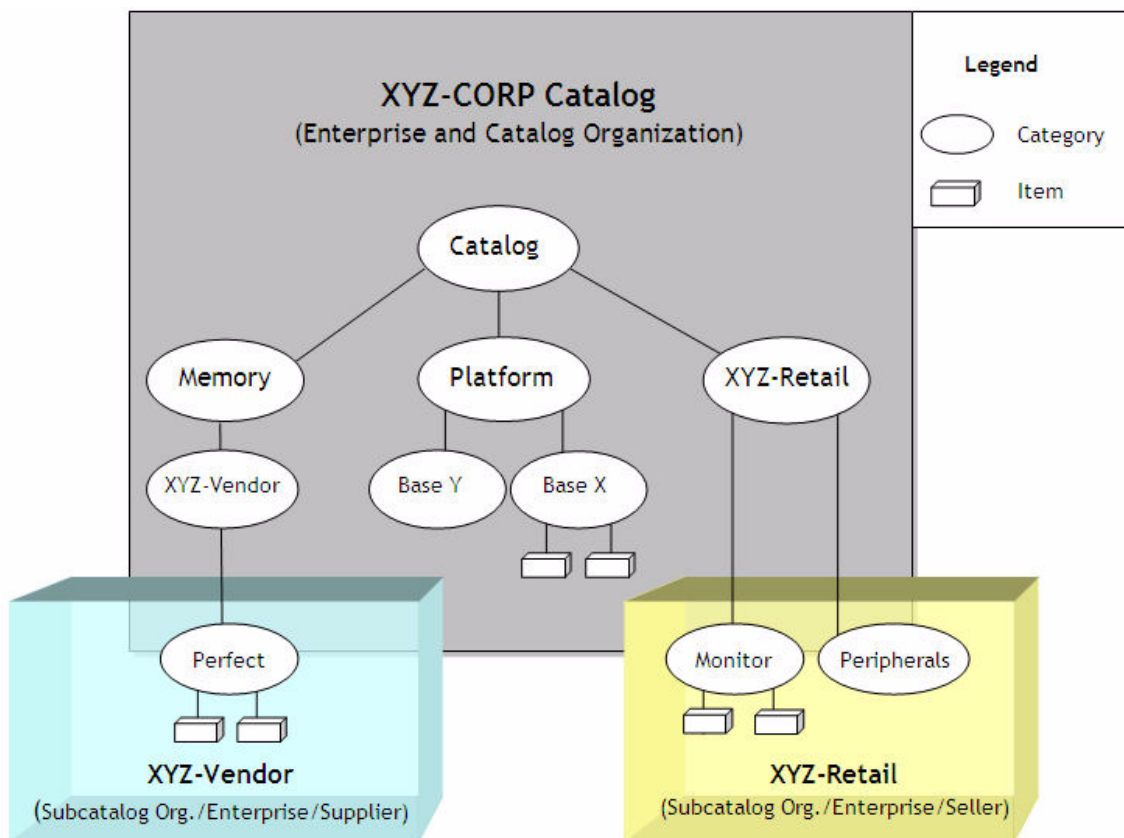 XYZ-CORP Catalog
(Enterprise and Catalog Organization)
Legend
Category
Item
Catalog
Memory
Platform
XYZ-Retail
XYZ-Vendor
Base Y
Base X
Perfect
Monitor
Peripherals
XYZ-Vendor
(Subcatalog Org./Enterprise/Supplier)
XYZ-Retail
(Subcatalog Org./Enterprise/Seller)